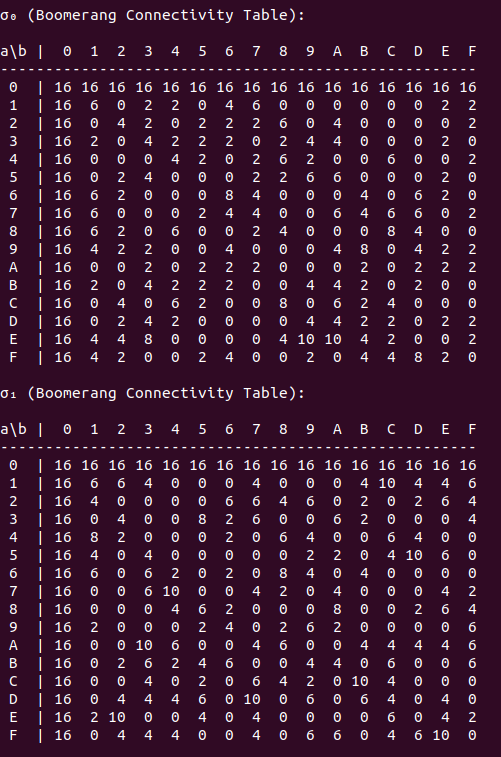 σ₀ (Boomerang Connectivity Table):
a\b |  0  1  2  3  4  5  6  7  8  9  A  B  C  D  E  F
-----------------------------------------------------
 0  | 16 16 16 16 16 16 16 16 16 16 16 16 16 16 16 16
 1  | 16  6  0  2  2  0  4  6  0  0  0  0  0  0  2  2
 2  | 16  0  4  2  0  2  2  2  6  0  4  0  0  0  0  2
 3  | 16  2  0  4  2  2  2  0  2  4  4  0  0  0  2  0
 4  | 16  0  0  0  4  2  0  2  6  2  0  0  6  0  0  2
 5  | 16  0  2  4  0  0  0  2  2  6  6  0  0  0  2  0
 6  | 16  6  2  0  0  0  8  4  0  0  0  4  0  6  2  0
 7  | 16  6  0  0  0  2  4  4  0  0  6  4  6  6  0  2
 8  | 16  6  2  0  6  0  0  2  4  0  0  0  8  4  0  0
 9  | 16  4  2  2  0  0  4  0  0  0  4  8  0  4  2  2
 A  | 16  0  0  2  0  2  2  2  0  0  0  2  0  2  2  2
 B  | 16  2  0  4  2  2  2  0  0  4  4  2  0  2  0  0
 C  | 16  0  4  0  6  2  0  0  8  0  6  2  4  0  0  0
 D  | 16  0  2  4  2  0  0  0  0  4  4  2  2  0  2  2
 E  | 16  4  4  8  0  0  0  0  4 10 10  4  2  0  0  2
 F  | 16  4  2  0  0  2  4  0  0  2  0  4  4  8  2  0
σ₁ (Boomerang Connectivity Table):
a\b |  0  1  2  3  4  5  6  7  8  9  A  B  C  D  E  F
-----------------------------------------------------
 0  | 16 16 16 16 16 16 16 16 16 16 16 16 16 16 16 16
 1  | 16  6  6  4  0  0  0  4  0  0  0  4 10  4  4  6
 2  | 16  4  0  0  0  0  6  6  4  6  0  2  0  2  6  4
 3  | 16  0  4  0  0  8  2  6  0  0  6  2  0  0  0  4
 4  | 16  8  2  0  0  0  2  0  6  4  0  0  6  4  0  0
 5  | 16  4  0  4  0  0  0  0  0  2  2  0  4 10  6  0
 6  | 16  6  0  6  2  0  2  0  8  4  0  4  0  0  0  0
 7  | 16  0  0  6 10  0  0  4  2  0  4  0  0  0  4  2
 8  | 16  0  0  0  4  6  2  0  0  0  8  0  0  2  6  4
 9  | 16  2  0  0  0  2  4  0  2  6  2  0  0  0  0  6
 A  | 16  0  0 10  6  0  0  4  6  0  0  4  4  4  4  6
 B  | 16  0  2  6  2  4  6  0  0  4  4  0  6  0  0  6
 C  | 16  0  0  4  0  2  0  6  4  2  0 10  4  0  0  0
 D  | 16  0  4  4  4  6  0 10  0  6  0  6  4  0  4  0
 E  | 16  2 10  0  0  4  0  4  0  0  0  0  6  0  4  2
 F  | 16  0  4  4  4  0  0  4  0  6  6  0  4  6 10  0